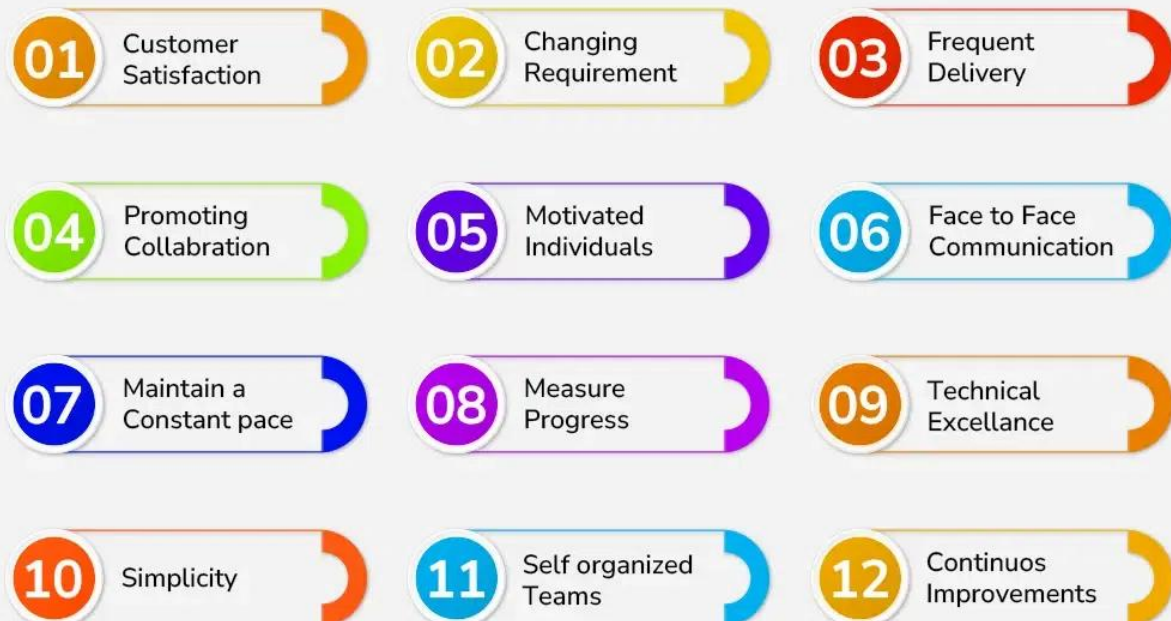 01
Customer
Satisfaction
02
Changing
Requirement
03
Frequent
Delivery
04
Promoting
Collabration
05
Motivated
Individuals
06
Face to Face
Communication
07
Maintain a
Constant pace
08
Measure
Progress
09
Technical
Excellance
10
Simplicity
11
Self organized
Teams
12
Continuos
Improvements